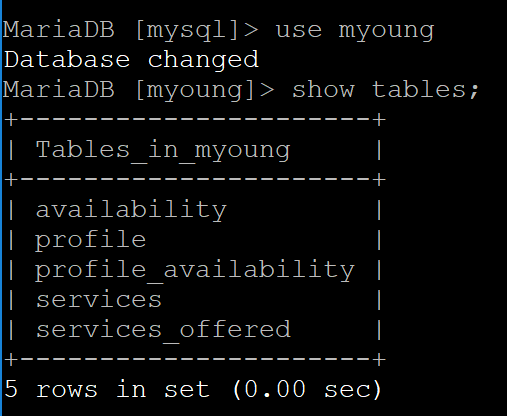 MariaDB [mysql]> use myoung
Database changed
MariaDB [myoung]> show tables;
+----------------------+
| Tables_in_myoung     |
+----------------------+
| availability         |
| profile              |
| profile_availability |
| services             |
| services_offered     |
+----------------------+
5 rows in set (0.00 sec)